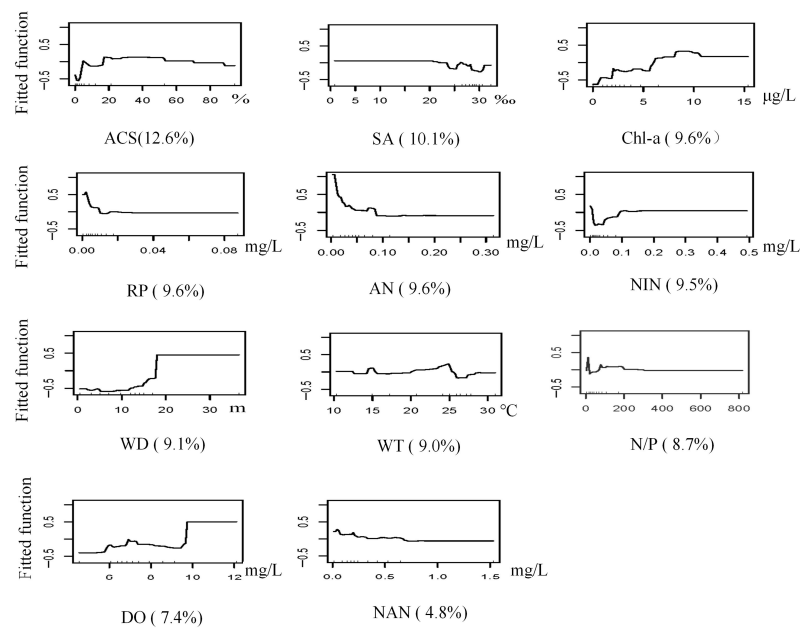 Fitted function
0.5
−0.5
0 20 40 60 80 %
ACS(12.6%)
0.5
−0.5
0 5 10 20 30 ‰
SA ( 10.1%)
0.5
−0.5
0 5 10 15 μg/L
Chl-a ( 9.6%）
Fitted function
0.5
−0.5
0.00 0.04 0.08 mg/L
RP ( 9.6%)
0.5
−0.5
0.00 0.10 0.20 0.30 mg/L
AN ( 9.6%)
0.5
−0.5
0.0 0.1 0.2 0.3 0.4 0.5 mg/L
NIN ( 9.5%)
Fitted function
0.5
−0.5
0 10 20 30 m
WD ( 9.1%)
0.5
−0.5
10 15 20 25 30 °C
WT ( 9.0%)
0.5
−0.5
0 200 400 600 800
N/P ( 8.7%)
Fitted function
0.5
−0.5
6 8 10 12 mg/L
DO ( 7.4%)
0.5
−0.5
0.0 0.5 1.0 1.5 mg/L
NAN ( 4.8%)